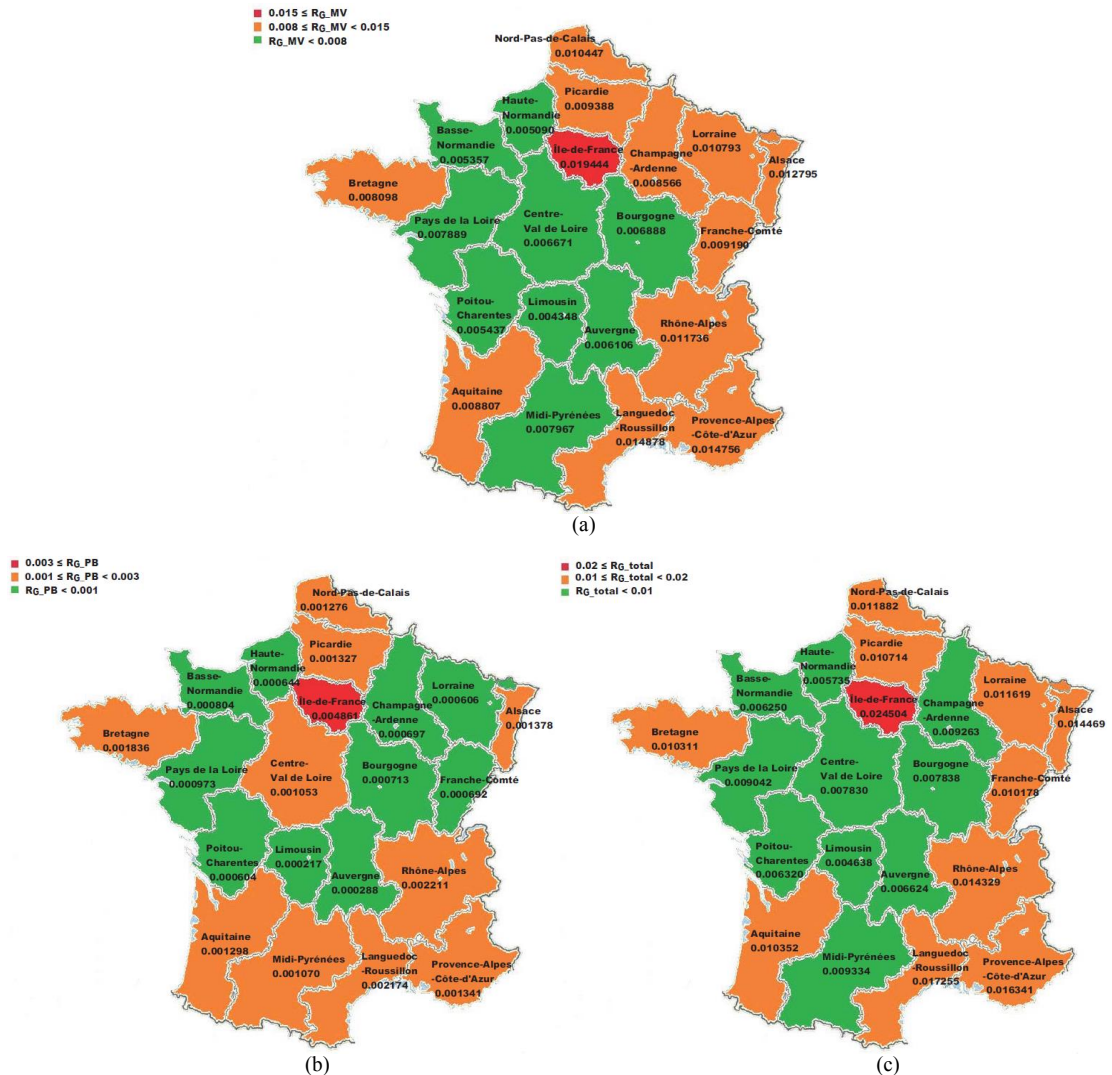 0.015 ≤ RG_MV
0.008 ≤ RG_MV < 0.015
RG_MV < 0.008
Nord-Pas-de-Calais
0.010447
Picardie
0.009388
Haute-
Normandie
0.005090
Basse-
Normandie
0.005357
Île-de-France
0.019444
Champagne
-Ardenne
0.008566
Lorraine
0.010793
Alsace
0.012795
Bretagne
0.008098
Pays de la Loire
0.007889
Centre-
Val de Loire
0.006671
Bourgogne
0.006888
Franche-Comté
0.009190
Poitou-
Charentes
0.005437
Limousin
0.004348
Auvergne
0.006106
Rhône-Alpes
0.011736
Aquitaine
0.008807
Midi-Pyrénées
0.007967
Languedoc
-Roussillon
0.014878
Provence-Alpes
-Côte-d'Azur
0.014756
(a)
0.003 ≤ RG_PB
0.001 ≤ RG_PB < 0.003
RG_PB < 0.001
Nord-Pas-de-Calais
0.001276
Picardie
0.001327
Haute-
Normandie
0.000644
Basse-
Normandie
0.000804
Île-de-France
0.004861
Champagne
-Ardenne
0.000697
Lorraine
0.000606
Alsace
0.001378
Bretagne
0.001836
Pays de la Loire
0.000973
Centre-
Val de Loire
0.001053
Bourgogne
0.000713
Franche-Comté
0.000692
Poitou-
Charentes
0.000604
Limousin
0.000217
Auvergne
0.000288
Rhône-Alpes
0.002211
Aquitaine
0.001298
Midi-Pyrénées
0.001070
Languedoc
-Roussillon
0.002174
Provence-Alpes
-Côte-d'Azur
0.001341
(b)
0.02 ≤ RG_total
0.01 ≤ RG_total < 0.02
RG_total < 0.01
Nord-Pas-de-Calais
0.011882
Picardie
0.010714
Haute-
Normandie
0.005735
Basse-
Normandie
0.006250
Île-de-France
0.024504
Champagne
-Ardenne
0.009263
Lorraine
0.011619
Alsace
0.014469
Bretagne
0.010311
Pays de la Loire
0.009042
Centre-
Val de Loire
0.007830
Bourgogne
0.007838
Franche-Comté
0.010178
Poitou-
Charentes
0.006320
Limousin
0.004638
Auvergne
0.006624
Rhône-Alpes
0.014329
Aquitaine
0.010352
Midi-Pyrénées
0.009334
Languedoc
-Roussillon
0.017255
Provence-Alpes
-Côte-d'Azur
0.016341
(c)